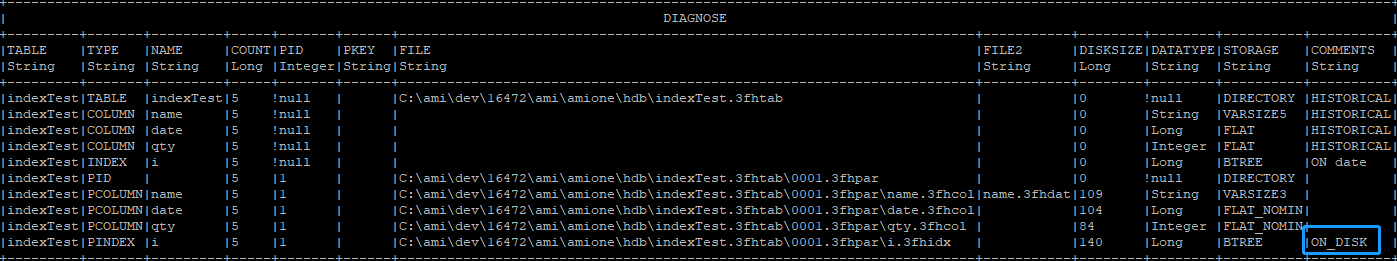 DIAGNOSE
|TABLE |TYPE |NAME |COUNT|PID |PKEY |FILE |FILE2 |DISKSIZE|DATATYPE|STORAGE |COMMENTS |
|String |String |String |Long |Integer|String|String |String |Long |String |String |String |
|indexTest|TABLE |indexTest|5 |!null | |C:\ami\dev\16472\ami\amione\hdb\indexTest.3fhtab | |0 |!null |DIRECTORY |HISTORICAL|
|indexTest|COLUMN |name |5 |!null | | | |0 |String |VARSIZE5 |HISTORICAL|
|indexTest|COLUMN |date |5 |!null | | | |0 |Long |FLAT |HISTORICAL|
|indexTest|COLUMN |qty |5 |!null | | | |0 |Integer |FLAT |HISTORICAL|
|indexTest|INDEX |i |5 |!null | | | |0 |Long |BTREE |ON date |
|indexTest|PID | |5 |1 | |C:\ami\dev\16472\ami\amione\hdb\indexTest.3fhtab\0001.3fhpar | |0 |!null |DIRECTORY | |
|indexTest|PCOLUMN|name |5 |1 | |C:\ami\dev\16472\ami\amione\hdb\indexTest.3fhtab\0001.3fhpar\name.3fhcol|name.3fhdat|109 |String |VARSIZE3 | |
|indexTest|PCOLUMN|date |5 |1 | |C:\ami\dev\16472\ami\amione\hdb\indexTest.3fhtab\0001.3fhpar\date.3fhcol| |104 |Long |FLAT_NOMIN| |
|indexTest|PCOLUMN|qty |5 |1 | |C:\ami\dev\16472\ami\amione\hdb\indexTest.3fhtab\0001.3fhpar\qty.3fhcol | |84 |Integer |FLAT_NOMIN| |
|indexTest|PINDEX |i |5 |1 | |C:\ami\dev\16472\ami\amione\hdb\indexTest.3fhtab\0001.3fhpar\i.3fhidx | |140 |Long |BTREE |ON_DISK |